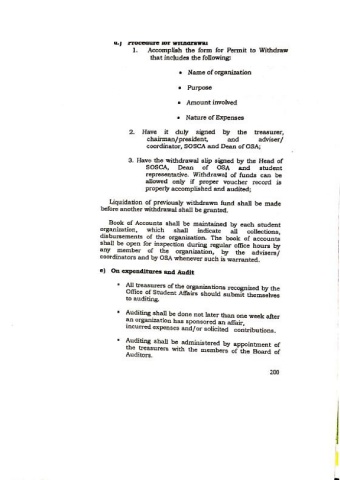 d.) Procedure for withdrawal
1. Accomplish the form for Permit to Withdraw
that includes the following:
• Name of organization
• Purpose
• Amount involved
• Nature of Expenses
2. Have it duly signed by the treasurer,
chairman/president, and adviser/
coordinator, SOSCA and Dean of OSA;
3. Have the withdrawal slip signed by the Head of
SOSCA, Dean of OSA and student
representative. Withdrawal of funds can be
allowed only if proper voucher record is
properly accomplished and audited;
Liquidation of previously withdrawn fund shall be made
before another withdrawal shall be granted.
Book of Accounts shall be maintained by each student
organization, which shall indicate all collections,
disbursements of the organization. The book of accounts
shall be open for inspection during regular office hours by
any member of the organization, by the advisers/
coordinators and by OSA whenever such is warranted.
e) On expenditures and Audit
• All treasurers of the organizations recognized by the
Office of Student Affairs should submit themselves
to auditing.
• Auditing shall be done not later than one week after
an organization has sponsored an affair,
incurred expenses and/or solicited contributions.
• Auditing shall be administered by appointment of
the treasurers with the members of the Board of
Auditors.
200